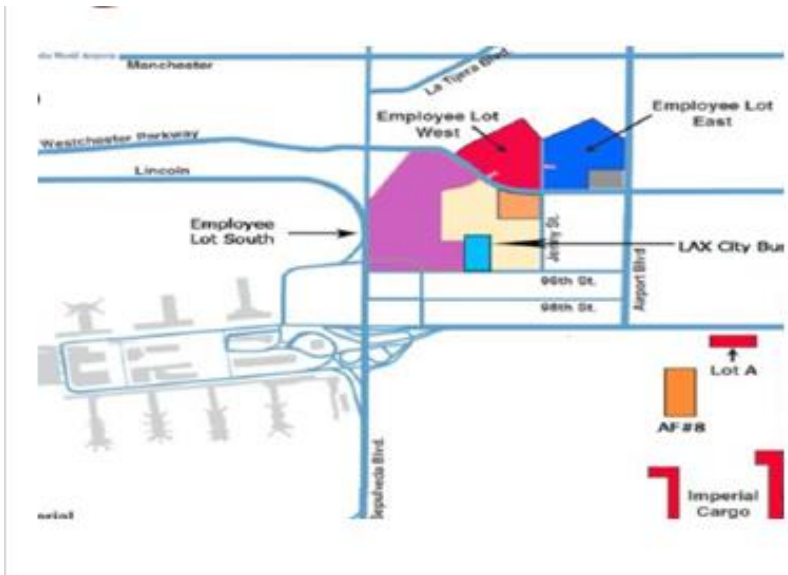 Manchester
La Tijera Blvd.
Employee Lot
West
Employee Lot
East
Westchester Parkway
Lincoln
Employee
Lot South
Jenny St.
LAX City Bus
96th St.
Airport Blvd
98th St.
Lot A
AF#8
Sepulveda Blvd.
Imperial
Cargo
erial